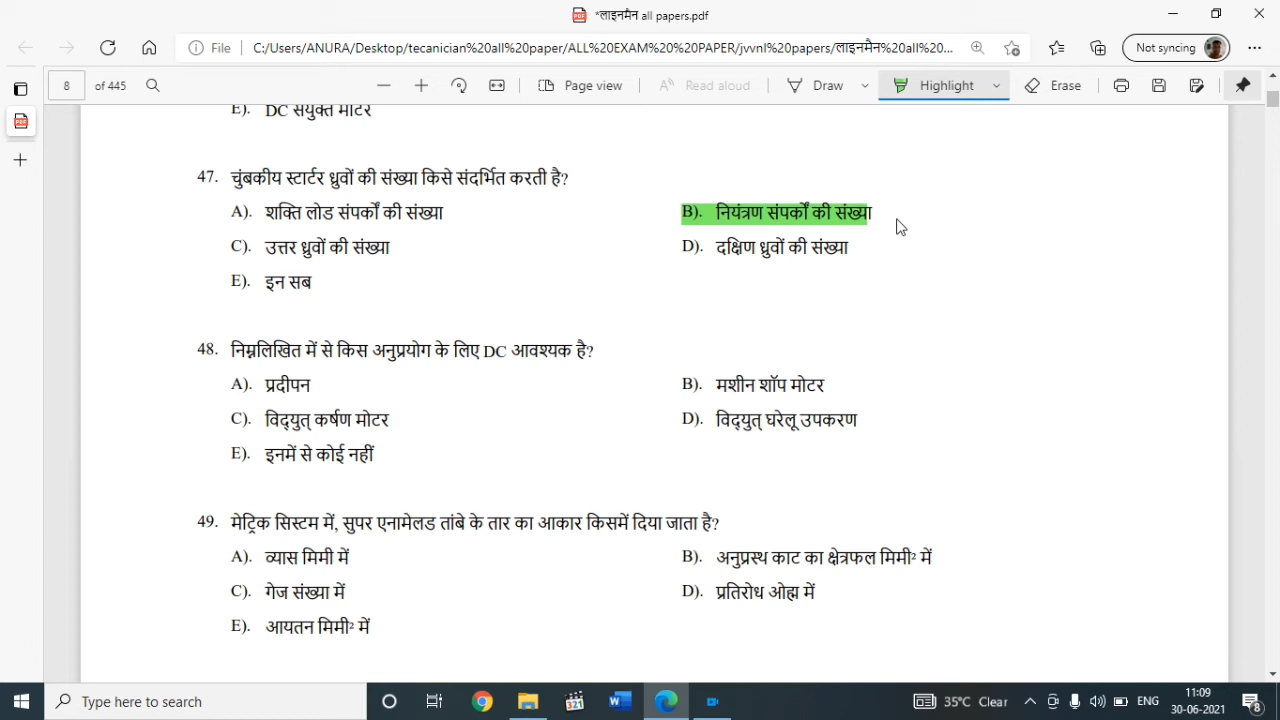 *लाइनमैन all papers.pdf
File C:/Users/ANURA/Desktop/tecanician%20all%20paper/ALL%20EXAM%20%20PAPER/jvvnl%20papers/लाइनमैन%20all%20... Not syncing
8 of 445 Page view Read aloud Draw Highlight Erase
E). DC संयुक्त मोटर
47. चुंबकीय स्टार्टर ध्रुवों की संख्या किसे संदर्भित करती है?
A). शक्ति लोड संपर्कों की संख्या B). नियंत्रण संपर्कों की संख्या
C). उत्तर ध्रुवों की संख्या D). दक्षिण ध्रुवों की संख्या
E). इन सब
48. निम्नलिखित में से किस अनुप्रयोग के लिए DC आवश्यक है?
A). प्रदीपन B). मशीन शॉप मोटर
C). विद्युत् कर्षण मोटर D). विद्युत् घरेलू उपकरण
E). इनमें से कोई नहीं
49. मेट्रिक सिस्टम में, सुपर एनामेलड तांबे के तार का आकार किसमें दिया जाता है?
A). व्यास मिमी में B). अनुप्रस्थ काट का क्षेत्रफल मिमी² में
C). गेज संख्या में D). प्रतिरोध ओह्म में
E). आयतन मिमी² में
Type here to search 321 35°C Clear ENG 11:09
30-06-2021 8